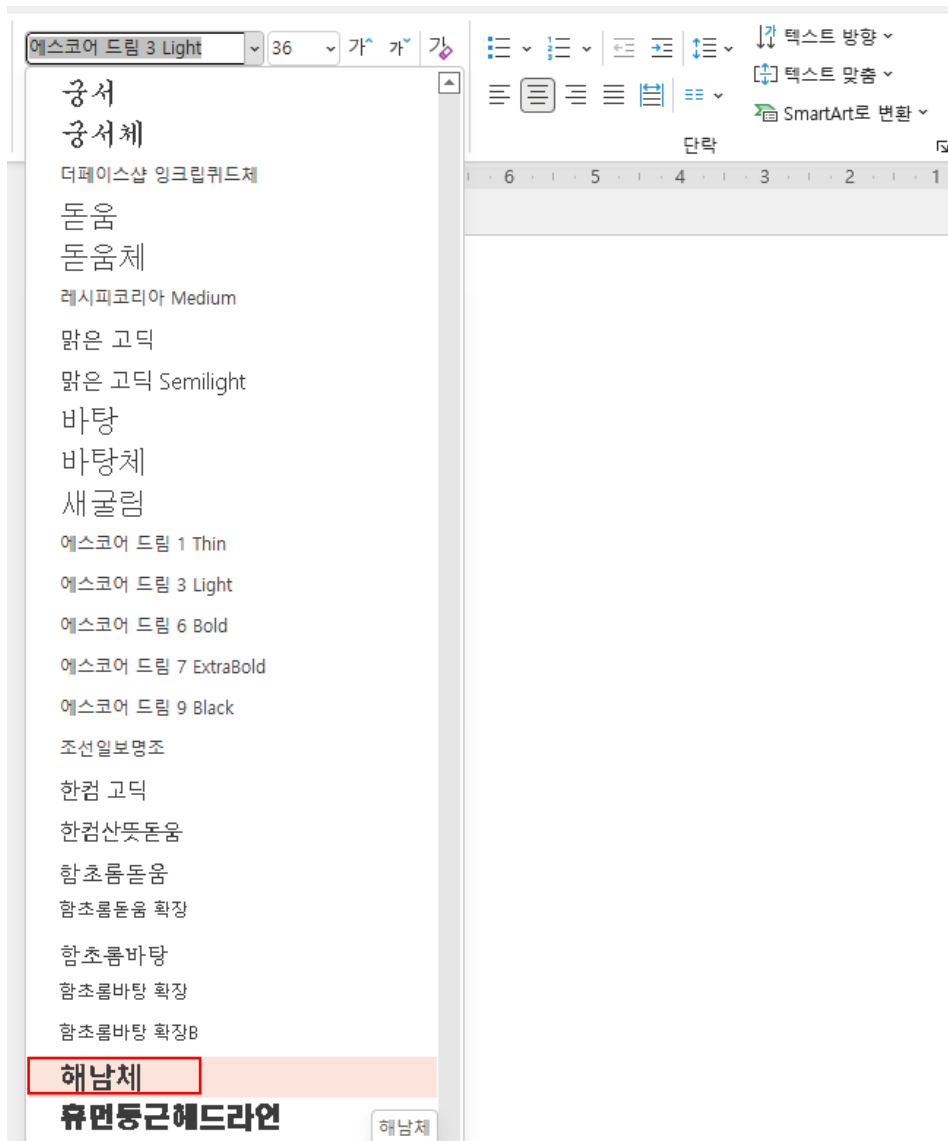 에스코어 드림 3 Light 36 가 가 가
텍스트 방향
텍스트 맞춤
SmartArt로 변환
단락
6 5 4 3 2 1
궁서
궁서체
더페이스샵 잉크립퀴드체
돋움
돋움체
레시피코리아 Medium
맑은 고딕
맑은 고딕 Semilight
바탕
바탕체
새굴림
에스코어 드림 1 Thin
에스코어 드림 3 Light
에스코어 드림 6 Bold
에스코어 드림 7 ExtraBold
에스코어 드림 9 Black
조선일보명조
한컴 고딕
한컴산뜻돋움
함초롬돋움
함초롬돋움 확장
함초롬바탕
함초롬바탕 확장
함초롬바탕 확장B
해남체
휴먼둥근헤드라인
해남체